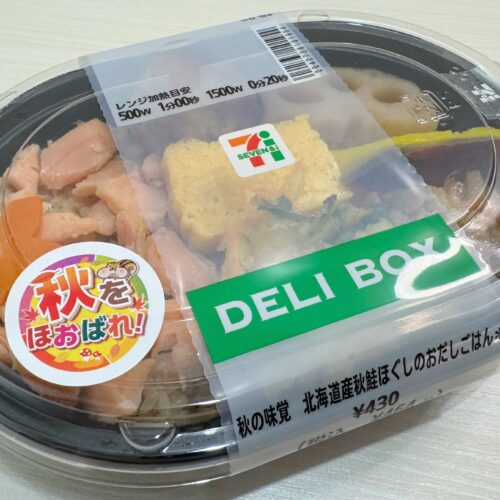 レンジ加熱目安
500W 1分00秒 1500W 0分20秒
7i
SEVEN&i
DELI BOX
秋を
ほおばれ!
秋の味覚 北海道産秋鮭ほぐしのおだしごはん
¥430